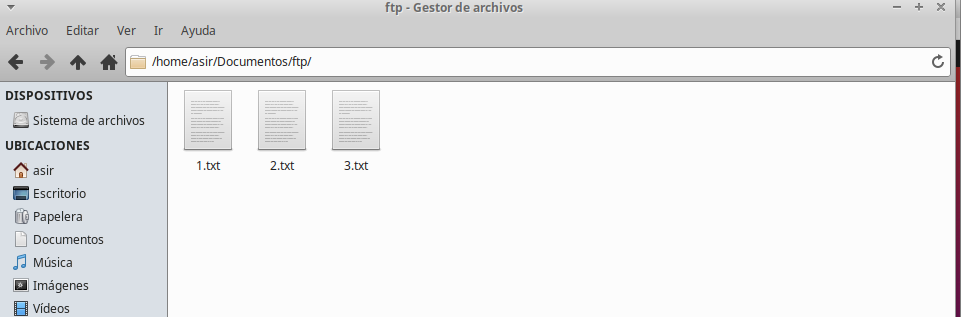 ftp - Gestor de archivos
Archivo Editar Ver Ir Ayuda
/home/asir/Documentos/ftp/
DISPOSITIVOS
Sistema de archivos
UBICACIONES
asir
Escritorio
Papelera
Documentos
Música
Imágenes
Vídeos
1.txt 2.txt 3.txt